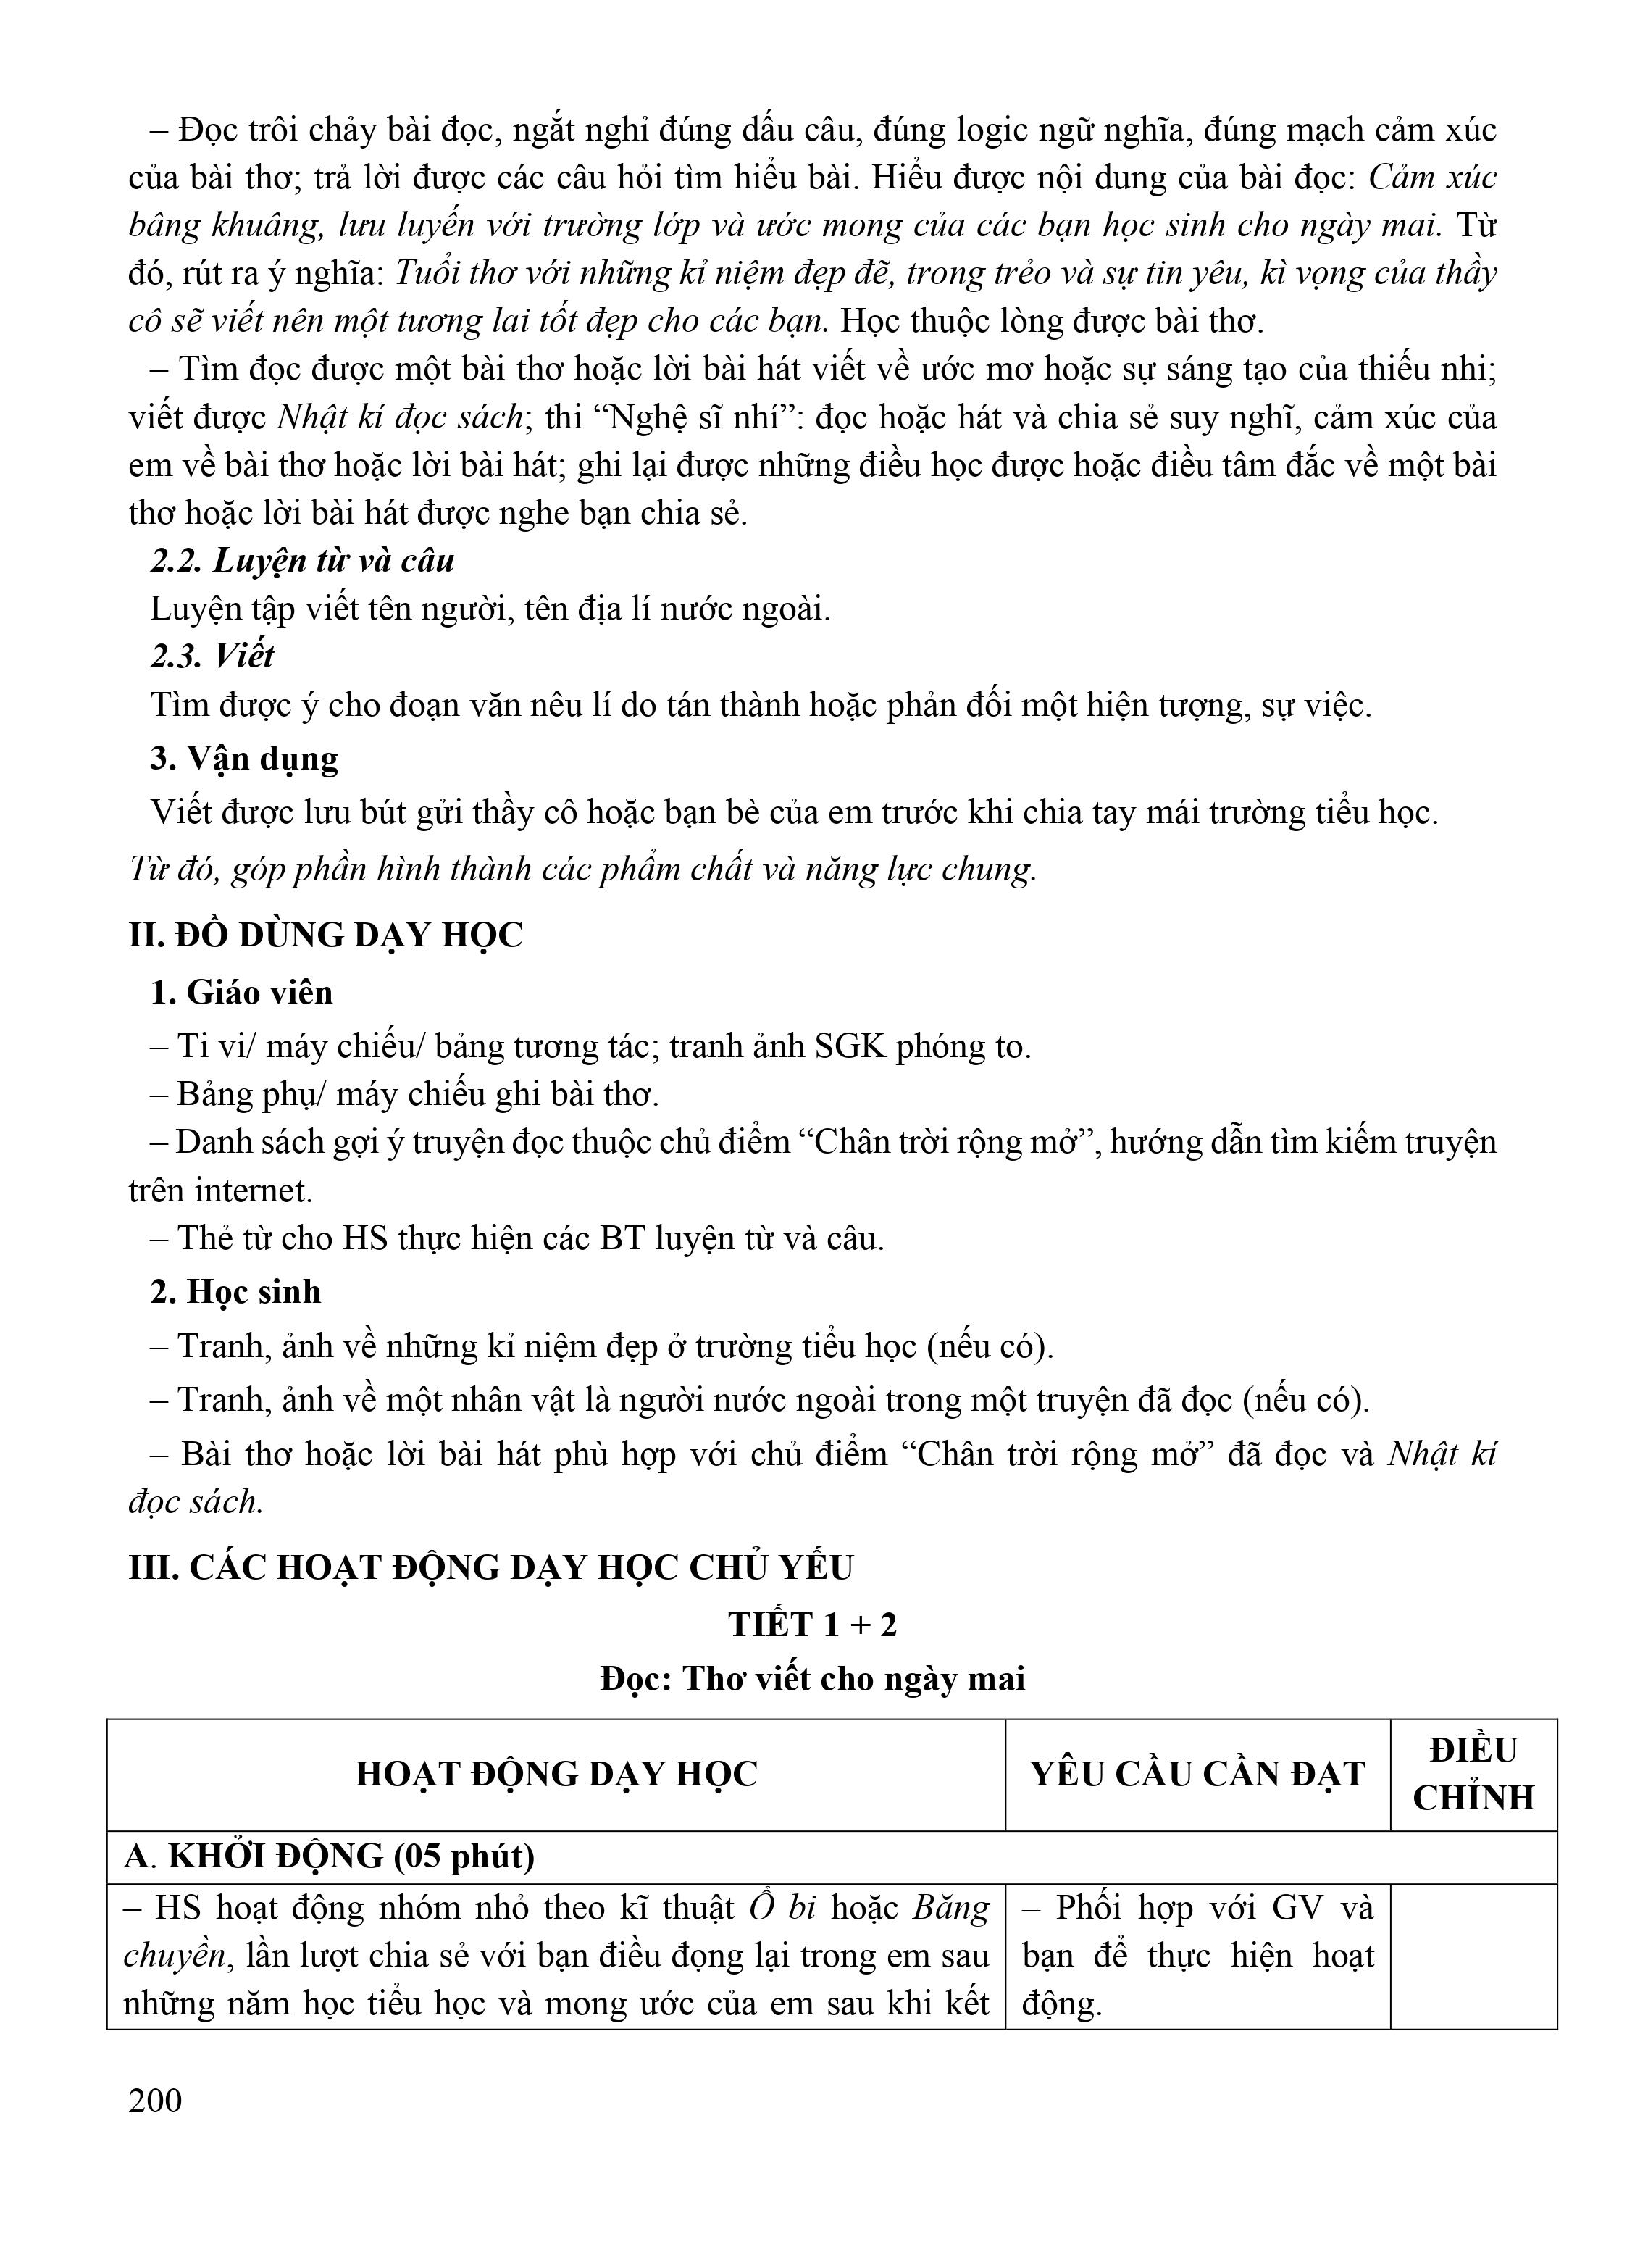 – Đọc trôi chảy bài đọc, ngắt nghỉ đúng dấu câu, đúng logic ngữ nghĩa, đúng mạch cảm xúc
của bài thơ; trả lời được các câu hỏi tìm hiểu bài. Hiểu được nội dung của bài đọc: Cảm xúc
bâng khuâng, lưu luyến với trường lớp và ước mong của các bạn học sinh cho ngày mai. Từ
đó, rút ra ý nghĩa: Tuổi thơ với những kỉ niệm đẹp đẽ, trong trẻo và sự tin yêu, kì vọng của thầy
cô sẽ viết nên một tương lai tốt đẹp cho các bạn. Học thuộc lòng được bài thơ.
– Tìm đọc được một bài thơ hoặc lời bài hát viết về ước mơ hoặc sự sáng tạo của thiếu nhi;
viết được Nhật kí đọc sách; thi “Nghệ sĩ nhí”: đọc hoặc hát và chia sẻ suy nghĩ, cảm xúc của
em về bài thơ hoặc lời bài hát; ghi lại được những điều học được hoặc điều tâm đắc về một bài
thơ hoặc lời bài hát được nghe bạn chia sẻ.
2.2. Luyện từ và câu
Luyện tập viết tên người, tên địa lí nước ngoài.
2.3. Viết
Tìm được ý cho đoạn văn nêu lí do tán thành hoặc phản đối một hiện tượng, sự việc.
3. Vận dụng
Viết được lưu bút gửi thầy cô hoặc bạn bè của em trước khi chia tay mái trường tiểu học.
Từ đó, góp phần hình thành các phẩm chất và năng lực chung.
II. ĐỒ DÙNG DẠY HỌC
1. Giáo viên
– Ti vi/ máy chiếu/ bảng tương tác; tranh ảnh SGK phóng to.
– Bảng phụ/ máy chiếu ghi bài thơ.
– Danh sách gợi ý truyện đọc thuộc chủ điểm “Chân trời rộng mở”, hướng dẫn tìm kiếm truyện
trên internet.
– Thẻ từ cho HS thực hiện các BT luyện từ và câu.
2. Học sinh
– Tranh, ảnh về những kỉ niệm đẹp ở trường tiểu học (nếu có).
– Tranh, ảnh về một nhân vật là người nước ngoài trong một truyện đã đọc (nếu có).
– Bài thơ hoặc lời bài hát phù hợp với chủ điểm “Chân trời rộng mở” đã đọc và Nhật kí
đọc sách.
III. CÁC HOẠT ĐỘNG DẠY HỌC CHỦ YẾU
TIẾT 1 + 2
Đọc: Thơ viết cho ngày mai
HOẠT ĐỘNG DẠY HỌC
YÊU CẦU CẦN ĐẠT
ĐIỀU
CHỈNH
A. KHỞI ĐỘNG (05 phút)
– HS hoạt động nhóm nhỏ theo kĩ thuật Ổ bi hoặc Băng
chuyền, lần lượt chia sẻ với bạn điều đọng lại trong em sau
những năm học tiểu học và mong ước của em sau khi kết
– Phối hợp với GV và
bạn để thực hiện hoạt
động.
200